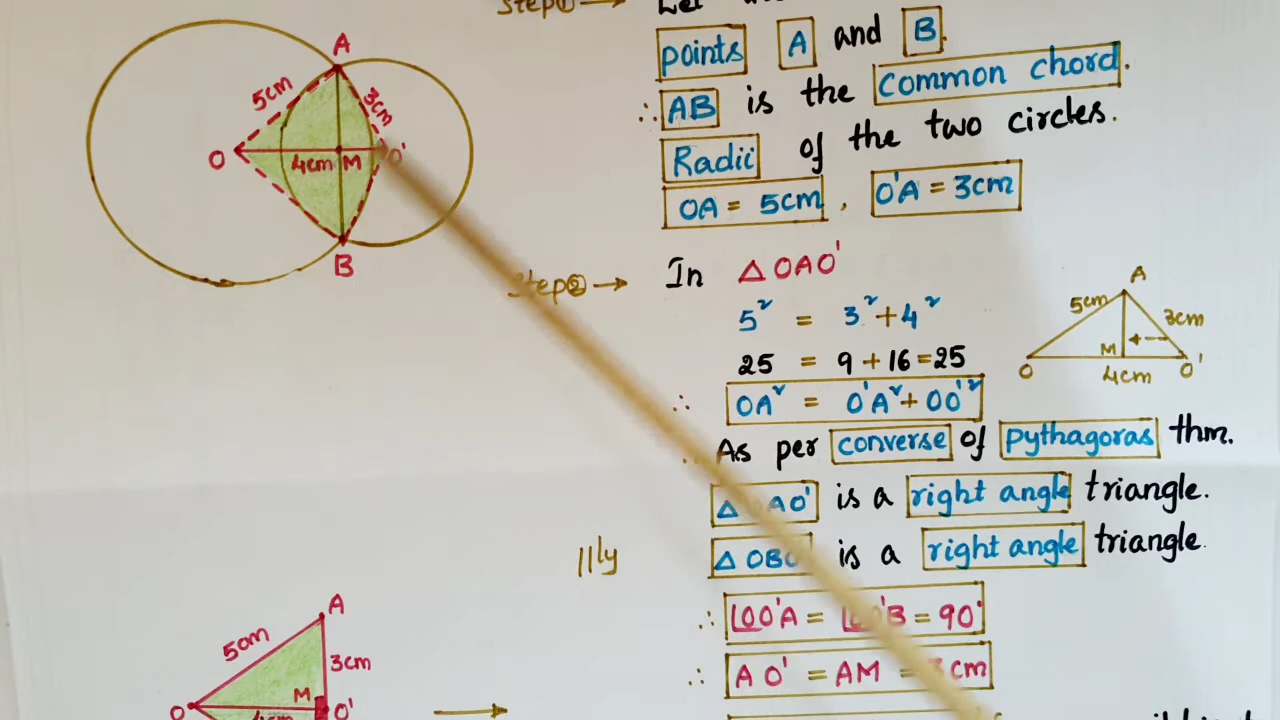 Step① →
points A and B.
∴ AB is the common chord.
Radii of the two circles.
OA = 5cm , O'A = 3cm
A
5cm
3cm
O
4cm
M
O'
B
Step② → In △OAO'
5² = 3² + 4²
25 = 9 + 16 = 25
∴ OA² = O'A² + OO'²
A
5cm
3cm
M
O
4cm
O'
∴ As per converse of pythagoras thm.
is a right angle triangle.
||ly is a right angle triangle.
∴ ∠OO'A = B = 90°
∴ AO' = AM = cm
A
5cm
3cm
M
O
4cm
O'
→